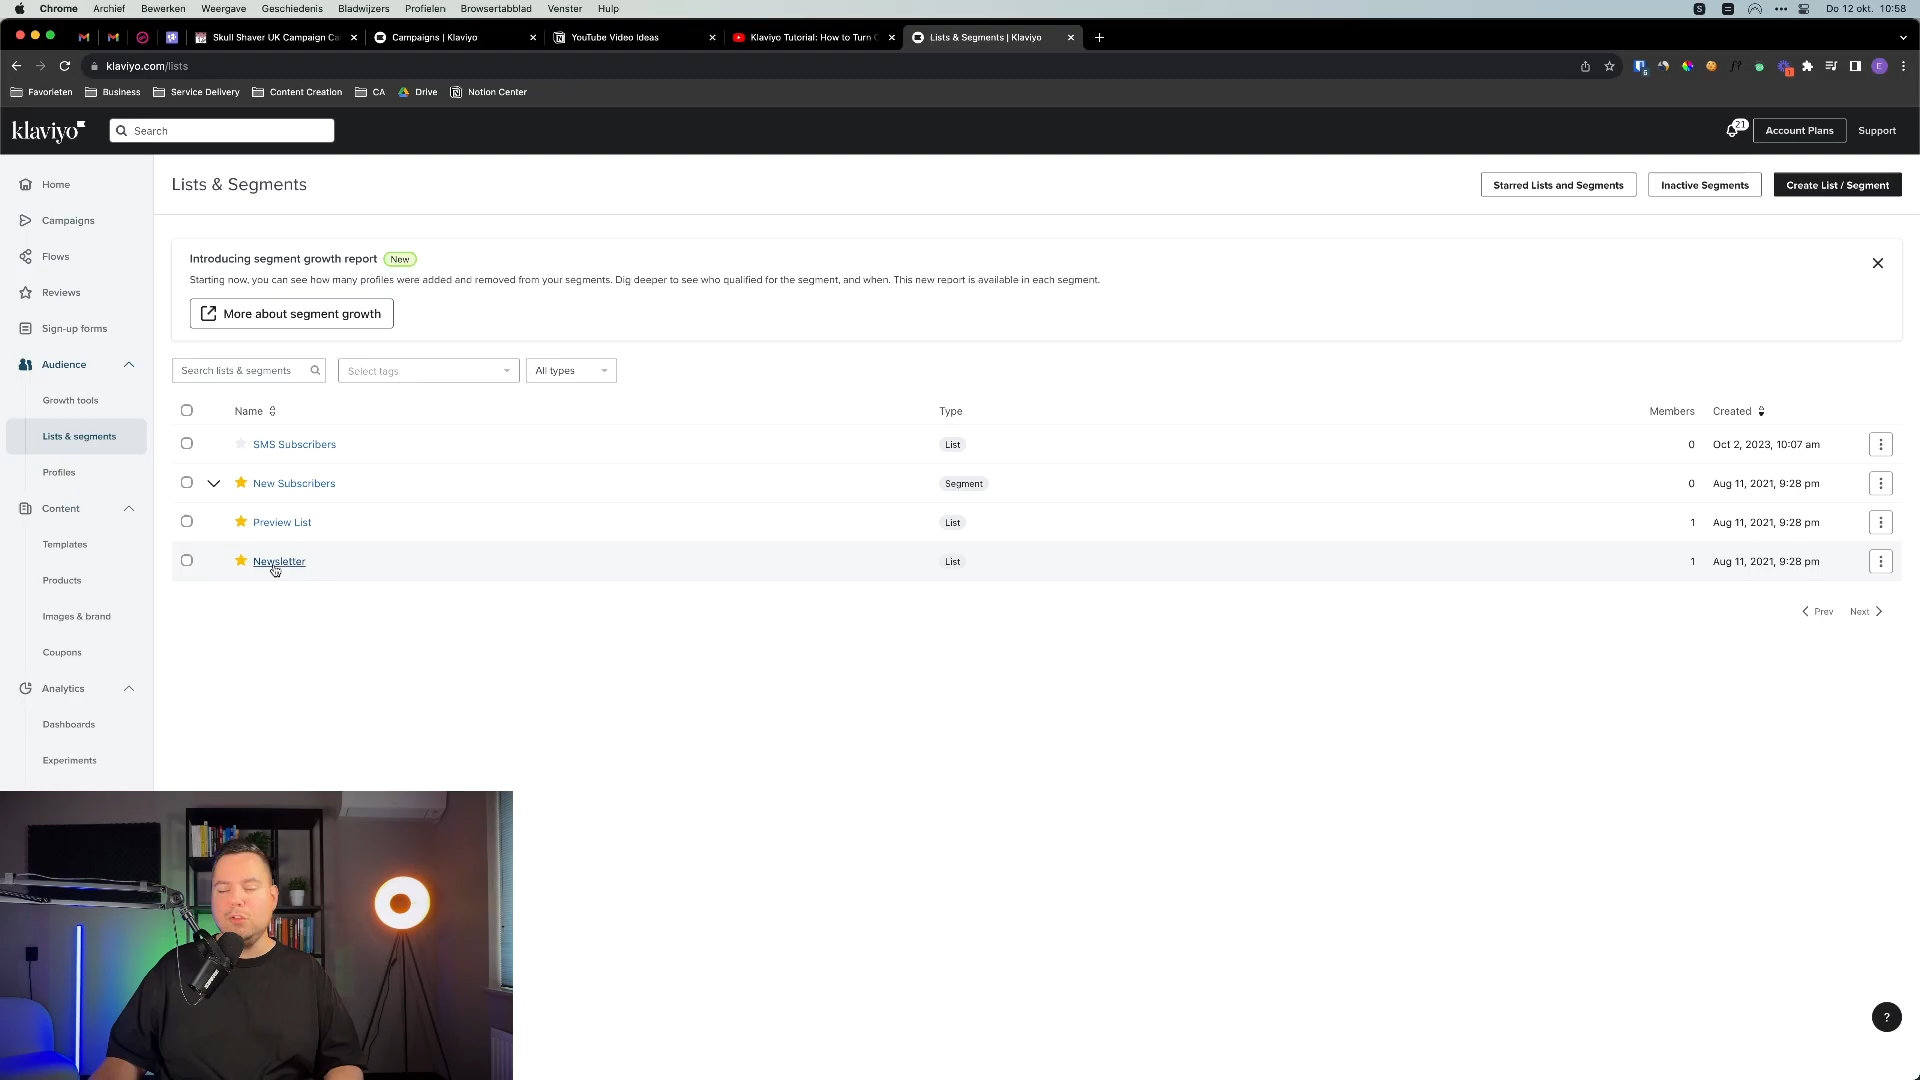 Chrome Archief Bewerken Weergave Geschiedenis Bladwijzers Profielen Browsertabblad Venster Hulp Do 12 okt. 10:58
Skull Shaver UK Campaign Ca Campaigns | Klaviyo YouTube Video Ideas Klaviyo Tutorial: How to Turn Lists & Segments | Klaviyo
klaviyo.com/lists
Favorieten Business Service Delivery Content Creation CA Drive Notion Center
klaviyo Search 21 Account Plans Support
Home
Campaigns
Flows
Reviews
Sign-up forms
Audience
Growth tools
Lists & segments
Profiles
Content
Templates
Products
Images & brand
Coupons
Analytics
Dashboards
Experiments
Lists & Segments Starred Lists and Segments Inactive Segments Create List / Segment
Introducing segment growth report New
Starting now, you can see how many profiles were added and removed from your segments. Dig deeper to see who qualified for the segment, and when. This new report is available in each segment.
More about segment growth
Search lists & segments Select tags All types
Name Type Members Created
SMS Subscribers List 0 Oct 2, 2023, 10:07 am
New Subscribers Segment 0 Aug 11, 2021, 9:28 pm
Preview List List 1 Aug 11, 2021, 9:28 pm
Newsletter List 1 Aug 11, 2021, 9:28 pm
Prev Next
?